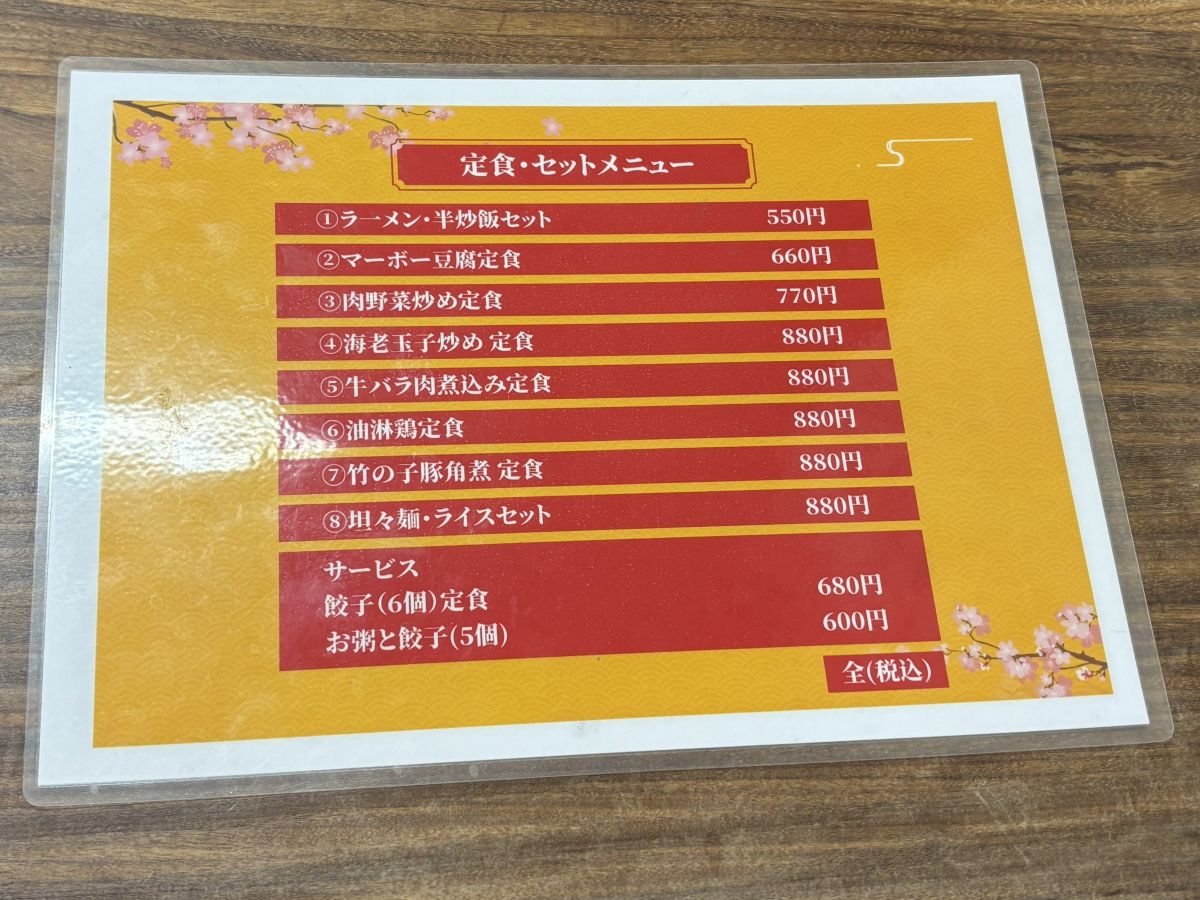 定食・セットメニュー
①ラーメン・半炒飯セット 550円
②マーボー豆腐定食 660円
③肉野菜炒め定食 770円
④海老玉子炒め 定食 880円
⑤牛バラ肉煮込み定食 880円
⑥油淋鶏定食 880円
⑦竹の子豚角煮 定食 880円
⑧坦々麺・ライスセット 880円
サービス
餃子(6個)定食 680円
お粥と餃子(5個) 600円
全(税込)